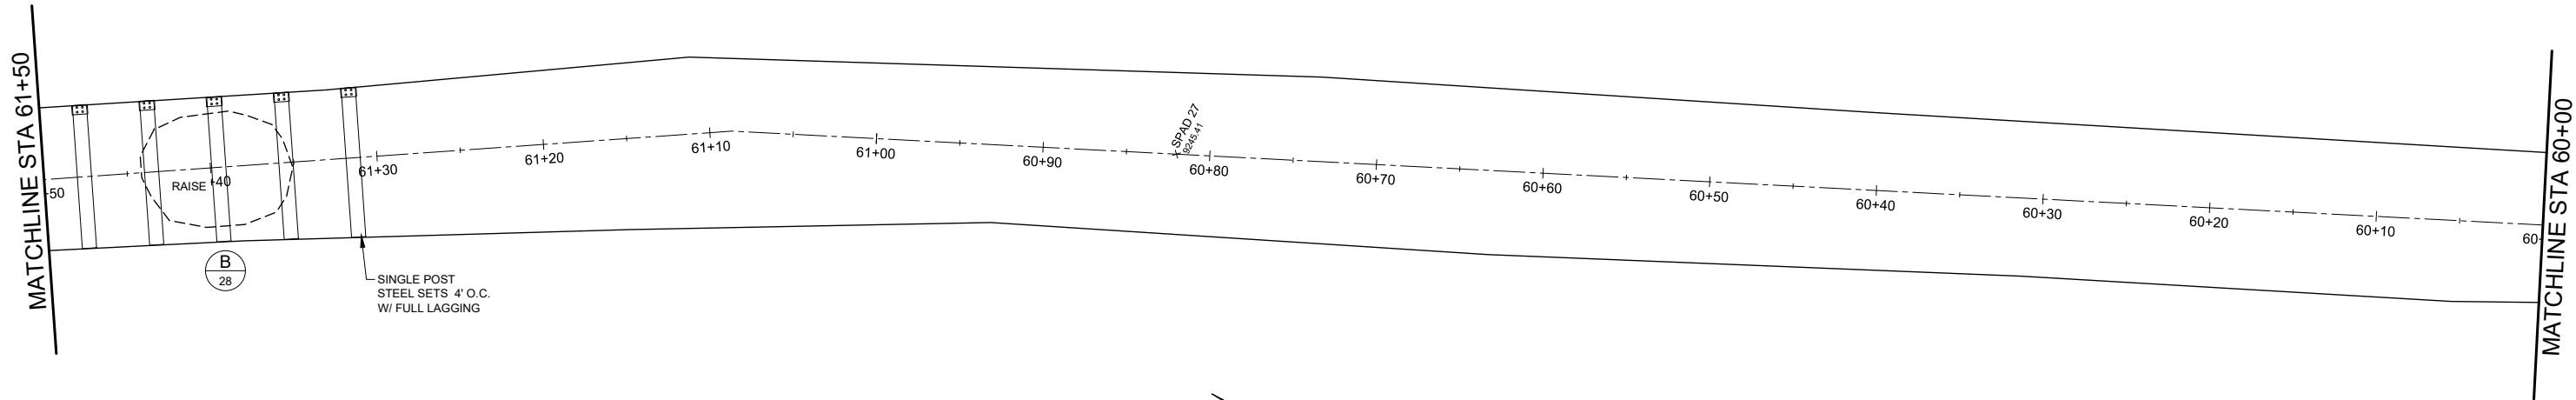 MATCHLINE STA 61+50
50
RAISE
+40
61+30
61+20
61+10
61+00
60+90
SPAD 27
9245.41
60+80
60+70
60+60
60+50
60+40
60+30
60+20
60+10
60
MATCHLINE STA 60+00
B
28
SINGLE POST
STEEL SETS 4' O.C.
W/ FULL LAGGING